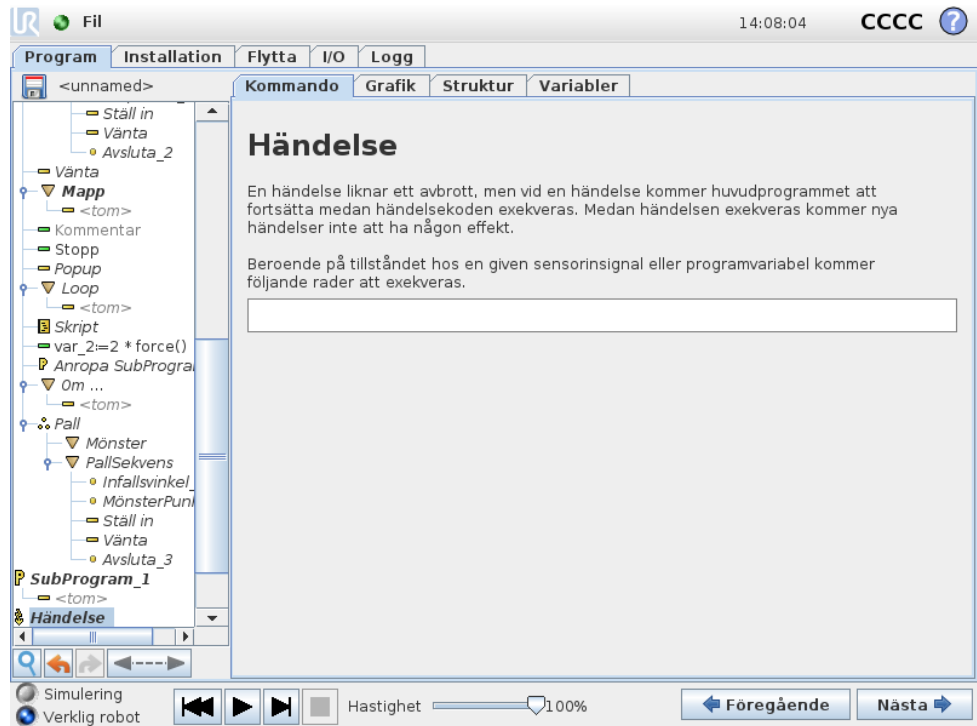 UR
Fil
14:08:04
CCCC
?
Program
Installation
Flytta
I/O
Logg
<unnamed>
Kommando
Grafik
Struktur
Variabler
Ställ in
Vänta
Avsluta_2
Vänta
Mapp
<tom>
Kommentar
Stopp
Popup
Loop
<tom>
Skript
var_2:=2 * force()
Anropa SubProgra
Om ...
<tom>
Pall
Mönster
PallSekvens
Infallsvinkel_
MönsterPun
Ställ in
Vänta
Avsluta_3
SubProgram_1
<tom>
Händelse
Händelse
En händelse liknar ett avbrott, men vid en händelse kommer huvudprogrammet att
fortsätta medan händelsekoden exekveras. Medan händelsen exekveras kommer nya
händelser inte att ha någon effekt.
Beroende på tillståndet hos en given sensorinsignal eller programvariabel kommer
följande rader att exekveras.
Simulering
Verklig robot
Hastighet
100%
Föregående
Nästa